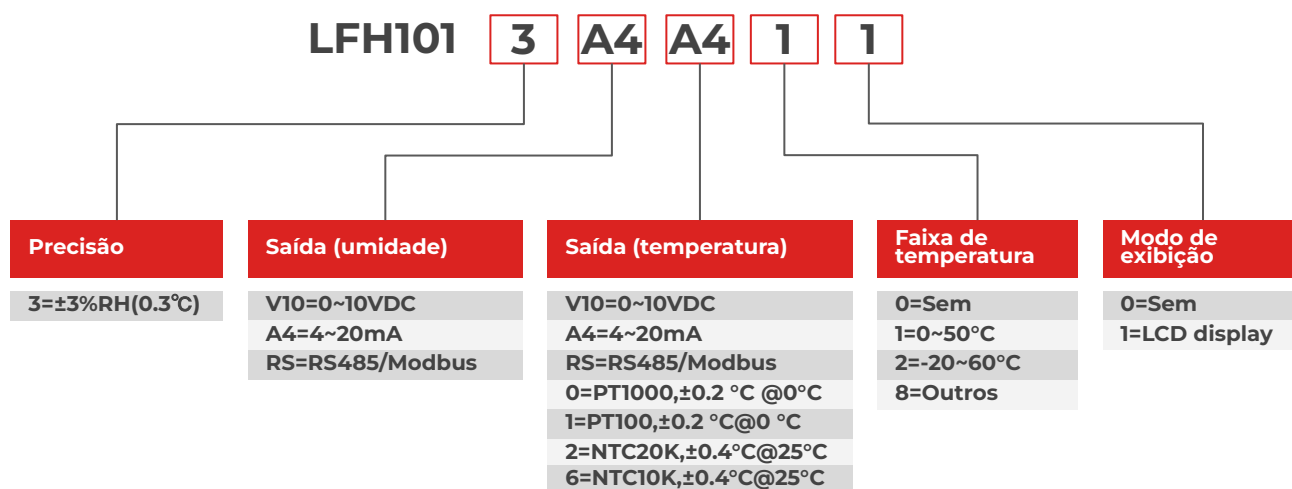 LFH101 3 A4 A4 1 1
Precisão
3=±3%RH(0.3℃)
Saída (umidade)
V10=0~10VDC
A4=4~20mA
RS=RS485/Modbus
Saída (temperatura)
V10=0~10VDC
A4=4~20mA
RS=RS485/Modbus
0=PT1000,±0.2 °C @0°C
1=PT100,±0.2 °C@0 °C
2=NTC20K,±0.4°C@25°C
6=NTC10K,±0.4°C@25°C
Faixa de
temperatura
0=Sem
1=0~50°C
2=-20~60°C
8=Outros
Modo de
exibição
0=Sem
1=LCD display